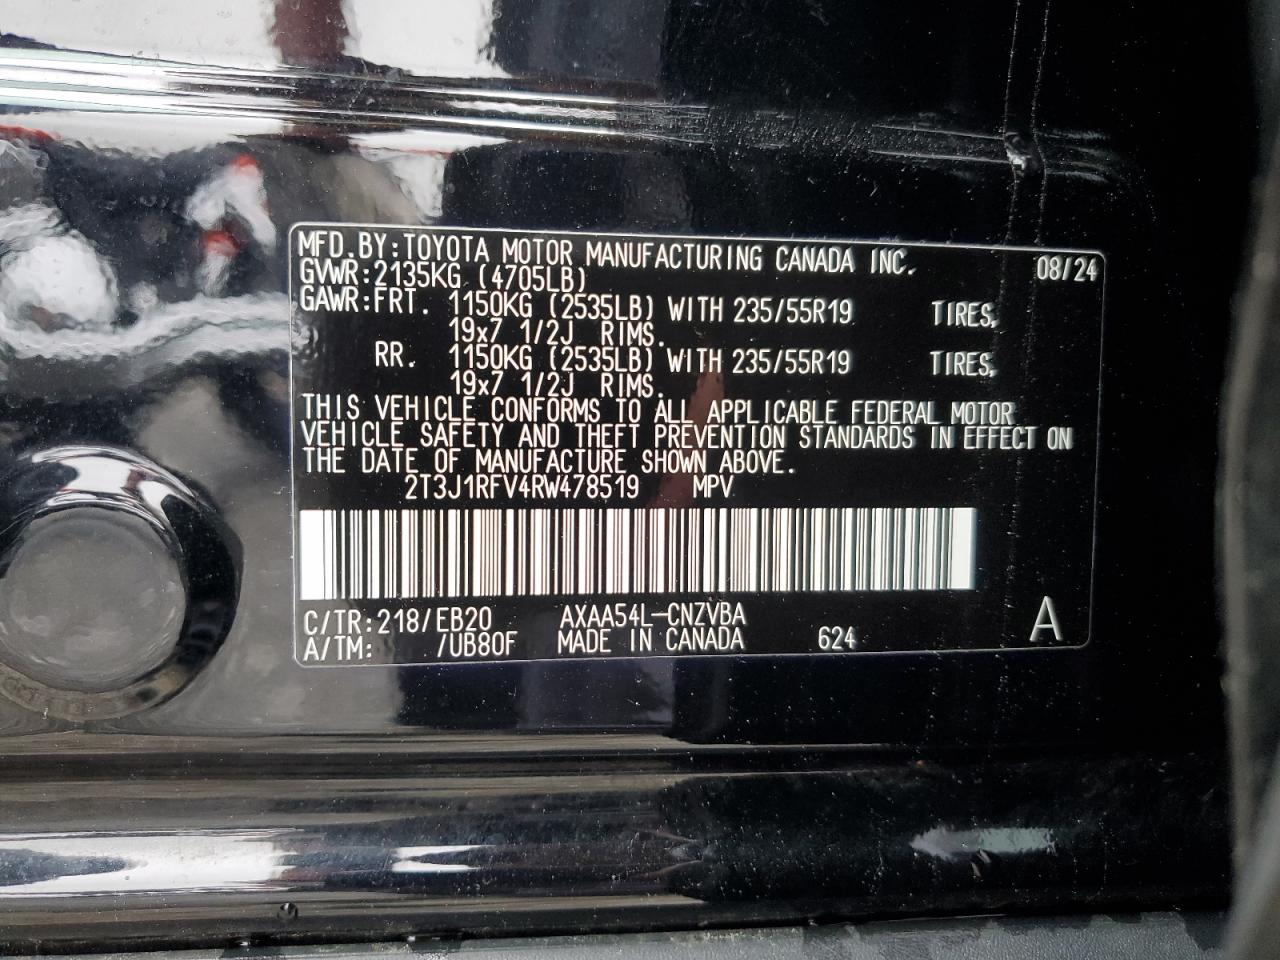 MFD.BY:TOYOTA MOTOR MANUFACTURING CANADA INC. 08/24
GVWR:2135KG (4705LB)
GAWR:FRT. 1150KG (2535LB) WITH 235/55R19 TIRES,
19x7 1/2J RIMS.
RR. 1150KG (2535LB) WITH 235/55R19 TIRES,
19x7 1/2J RIMS.
THIS VEHICLE CONFORMS TO ALL APPLICABLE FEDERAL MOTOR
VEHICLE SAFETY AND THEFT PREVENTION STANDARDS IN EFFECT ON
THE DATE OF MANUFACTURE SHOWN ABOVE.
2T3J1RFV4RW478519 MPV
C/TR:218/EB20 AXAA54L-CNZVBA
A/TM: /UB80F MADE IN CANADA 624 A